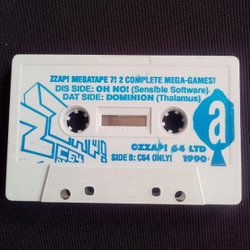 ZZAP! MEGATAPE 7! 2 COMPLETE MEGA-GAMES!
DIS SIDE: OH NO! (Sensible Software)
DAT SIDE: DOMINION (Thalamus)
a
©ZZAP! 64 LTD
SIDE B: C64 ONLY! 1990